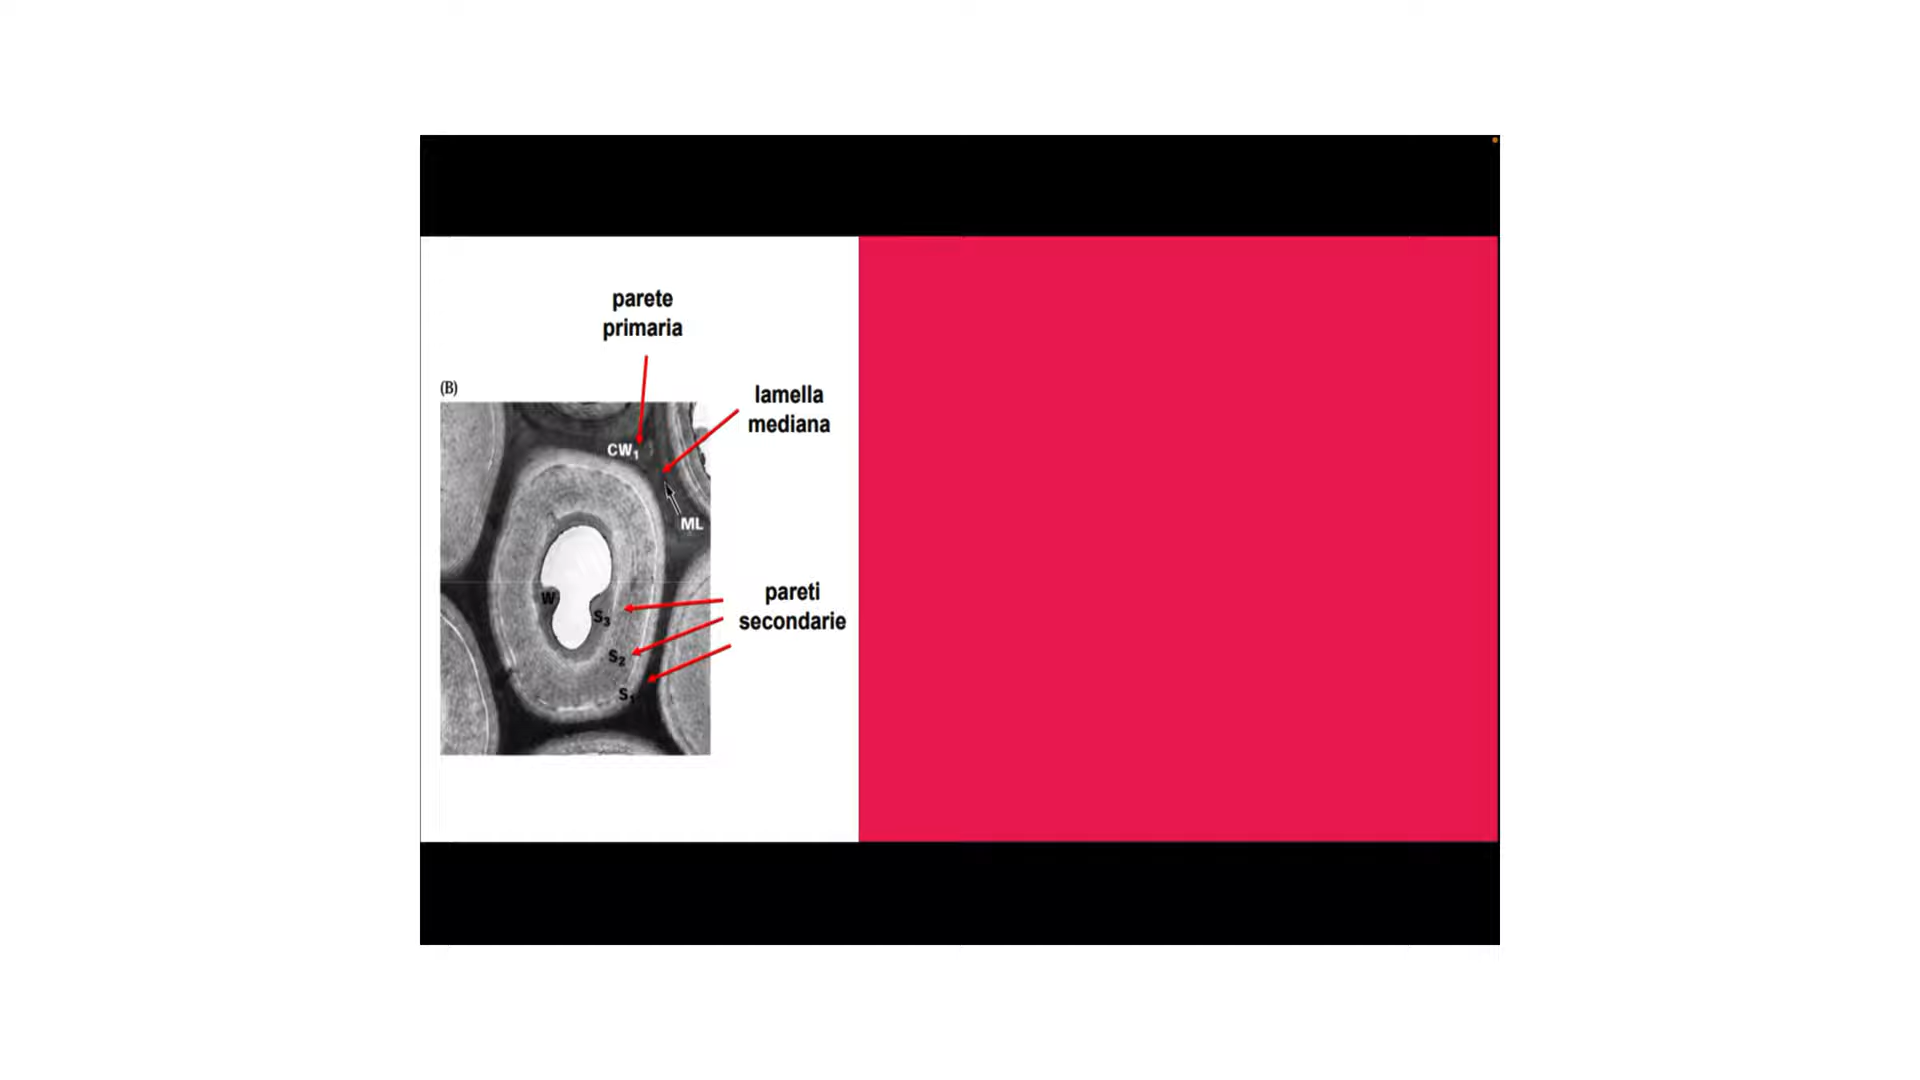 parete
primaria
(B)
lamella
mediana
CW1
ML
pareti
secondarie
W
S3
S2
S1